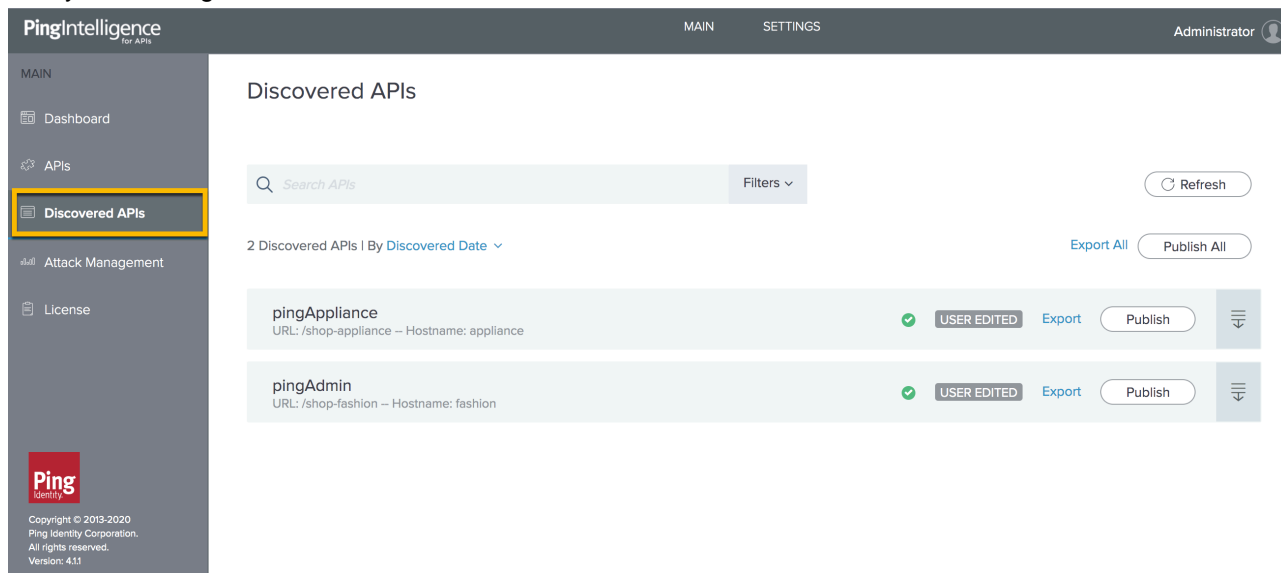 PingIntelligence
for APIs
MAIN SETTINGS
Administrator
MAIN
Dashboard
APIs
Discovered APIs
Attack Management
License
Discovered APIs
Search APIs
Filters
Refresh
2 Discovered APIs | By Discovered Date
Export All Publish All
pingAppliance
URL: /shop-appliance -- Hostname: appliance
USER EDITED Export Publish
pingAdmin
URL: /shop-fashion -- Hostname: fashion
USER EDITED Export Publish
Ping
Identity.
Copyright © 2013-2020
Ping Identity Corporation.
All rights reserved.
Version: 4.1.1